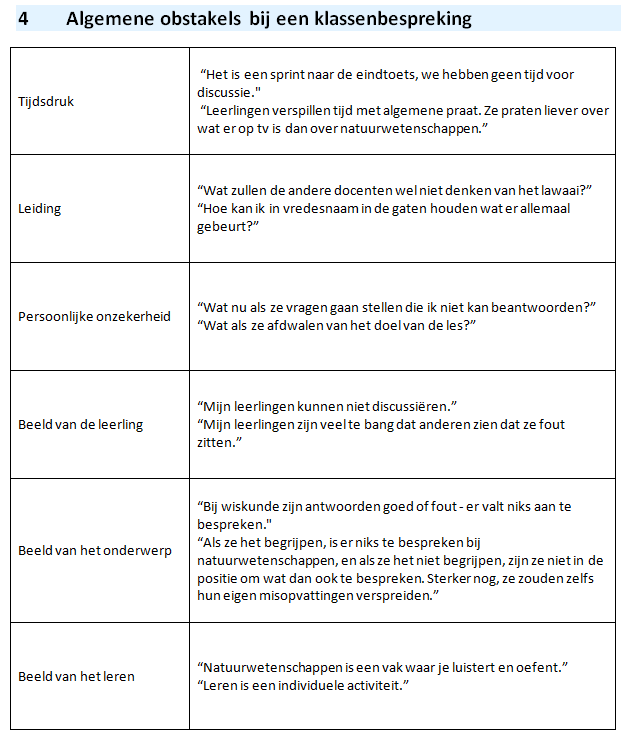 4 Algemene obstakels bij een klassenbespreking
Tijdsdruk
“Het is een sprint naar de eindtoets, we hebben geen tijd voor
discussie."
“Leerlingen verspillen tijd met algemene praat. Ze praten liever over
wat er op tv is dan over natuurwetenschappen.”
Leiding
“Wat zullen de andere docenten wel niet denken van het lawaai?”
“Hoe kan ik in vredesnaam in de gaten houden wat er allemaal
gebeurt?”
Persoonlijke onzekerheid
“Wat nu als ze vragen gaan stellen die ik niet kan beantwoorden?”
“Wat als ze afdwalen van het doel van de les?”
Beeld van de leerling
“Mijn leerlingen kunnen niet discussiëren.”
“Mijn leerlingen zijn veel te bang dat anderen zien dat ze fout
zitten.”
Beeld van het onderwerp
“Bij wiskunde zijn antwoorden goed of fout - er valt niks aan te
bespreken."
“Als ze het begrijpen, is er niks te bespreken bij
natuurwetenschappen, en als ze het niet begrijpen, zijn ze niet in de
positie om wat dan ook te bespreken. Sterker nog, ze zouden zelfs
hun eigen misopvattingen verspreiden.”
Beeld van het leren
“Natuurwetenschappen is een vak waar je luistert en oefent.”
“Leren is een individuele activiteit.”